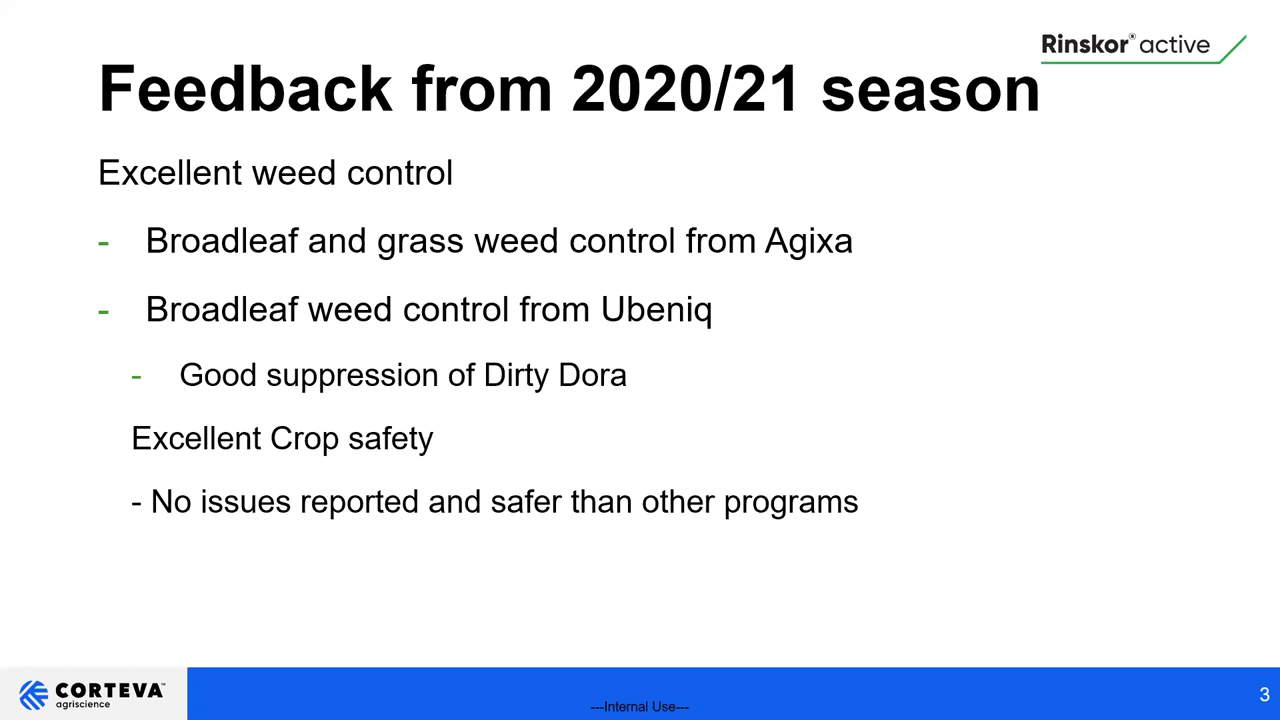 Rinskor® active
Feedback from 2020/21 season
Excellent weed control
- Broadleaf and grass weed control from Agixa
- Broadleaf weed control from Ubeniq
- Good suppression of Dirty Dora
Excellent Crop safety
- No issues reported and safer than other programs
CORTEVA™
agriscience
---Internal Use---
3